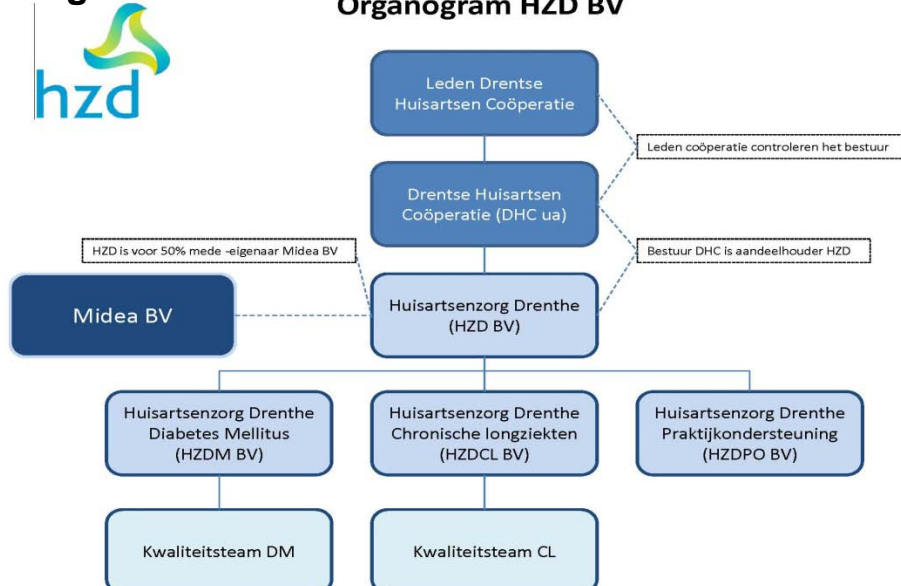 Organogram HZD BV
hzd
Leden Drentse
Huisartsen Coöperatie
Leden coöperatie controleren het bestuur
Drentse Huisartsen
Coöperatie (DHC ua)
HZD is voor 50% mede -eigenaar Midea BV
Bestuur DHC is aandeelhouder HZD
Midea BV
Huisartsenzorg Drenthe
(HZD BV)
Huisartsenzorg Drenthe
Diabetes Mellitus
(HZDM BV)
Huisartsenzorg Drenthe
Chronische longziekten
(HZDCL BV)
Huisartsenzorg Drenthe
Praktijkondersteuning
(HZDPO BV)
Kwaliteitsteam DM
Kwaliteitsteam CL